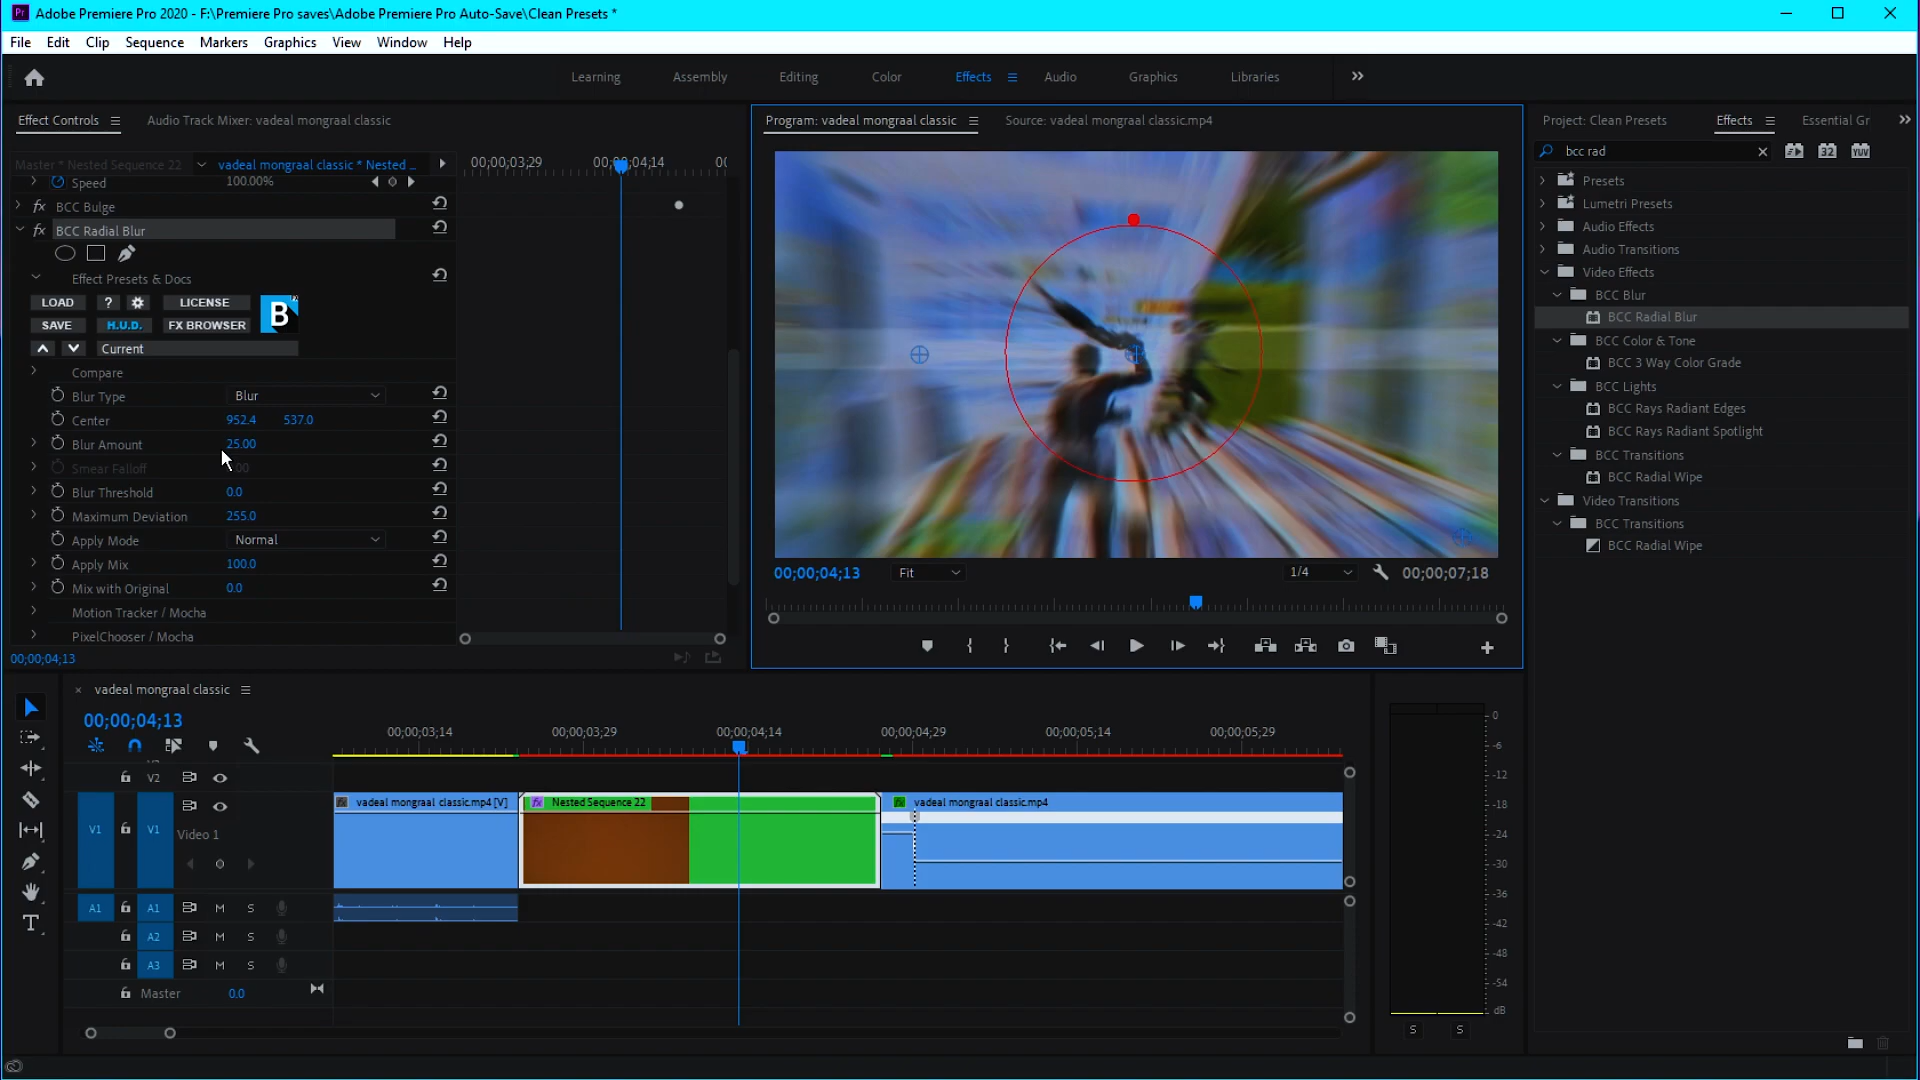 Adobe Premiere Pro 2020 - F:\Premiere Pro saves\Adobe Premiere Pro Auto-Save\Clean Presets *
File Edit Clip Sequence Markers Graphics View Window Help
Learning Assembly Editing Color Effects Audio Graphics Libraries
Effect Controls Audio Track Mixer: vadeal mongraal classic
Master * Nested Sequence 22 vadeal mongraal classic * Nested ...
00;00;03;29 00;00;04;14 00
Speed 100.00%
fx BCC Bulge
fx BCC Radial Blur
Effect Presets & Docs
LOAD ? LICENSE
SAVE H.U.D. FX BROWSER
B
Current
Compare
Blur Type Blur
Center 952.4 537.0
Blur Amount 25.00
Smear Falloff
Blur Threshold 0.0
Maximum Deviation 255.0
Apply Mode Normal
Apply Mix 100.0
Mix with Original 0.0
Motion Tracker / Mocha
PixelChooser / Mocha
00;00;04;13
Program: vadeal mongraal classic Source: vadeal mongraal classic.mp4
00;00;04;13 Fit 1/4 00;00;07;18
Project: Clean Presets Effects Essential Gr
bcc rad 32 YUV
Presets
Lumetri Presets
Audio Effects
Audio Transitions
Video Effects
BCC Blur
BCC Radial Blur
BCC Color & Tone
BCC 3 Way Color Grade
BCC Lights
BCC Rays Radiant Edges
BCC Rays Radiant Spotlight
BCC Transitions
BCC Radial Wipe
Video Transitions
BCC Transitions
BCC Radial Wipe
vadeal mongraal classic
00;00;04;13
00;00;03;14 00;00;03;29 00;00;04;14 00;00;04;29 00;00;05;14 00;00;05;29
V2
V1 V1 Video 1
fx vadeal mongraal classic.mp4 [V] fx Nested Sequence 22 fx vadeal mongraal classic.mp4
A1 A1 M S
A2 M S
A3 M S
Master 0.0
0
-6
-12
-18
-24
-30
-36
-42
-48
-54
dB
S S